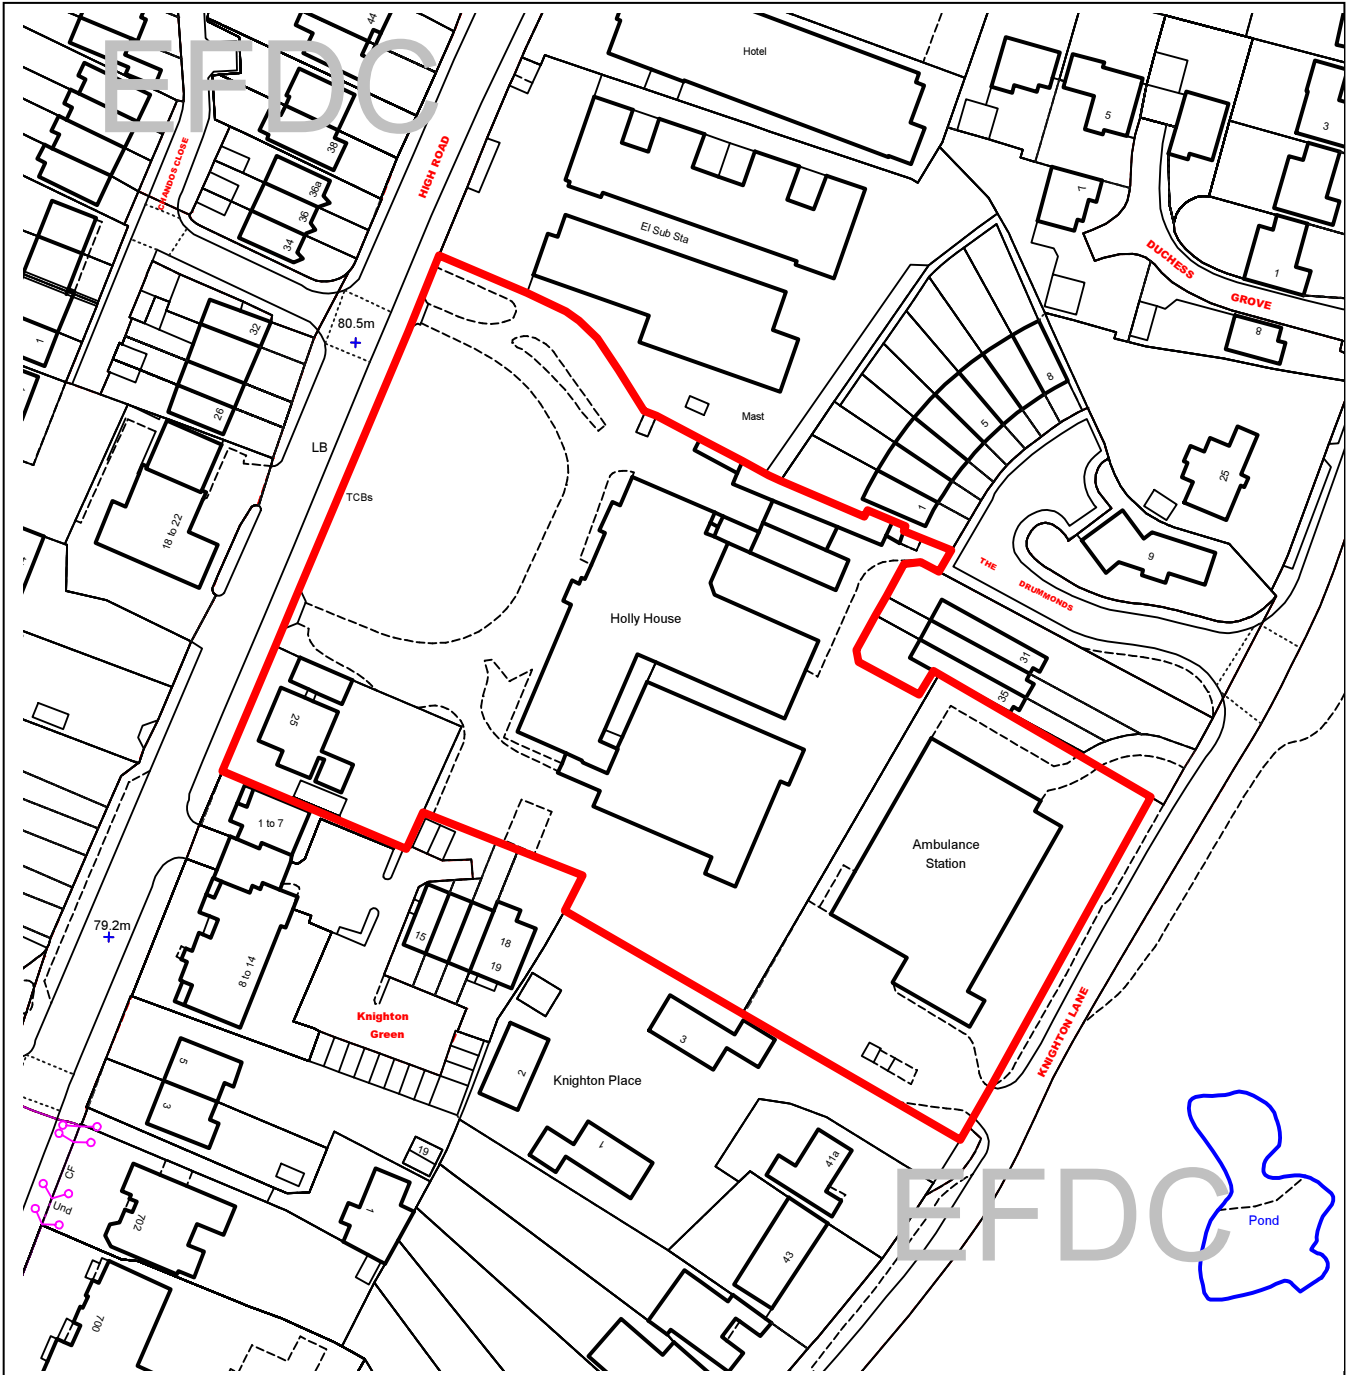 EFDC
44
Hotel
5
3
38
CHANDOS CLOSE
HIGH ROAD
36a
36
34
7
El Sub Sta
DUCHESS
GROVE
1
32
80.5m
8
1
8
26
Mast
5
LB
25
TCBs
1
18 to 22
9
THE
DRUMMONDS
Holly House
31
35
25
1 to 7
Ambulance
Station
15
18
19
79.2m
8 to 14
Knighton
Green
KNIGHTON LANE
3
5
2
Knighton Place
3
1
41a
19
CF
Und
EFDC
702
1
Pond
43
700